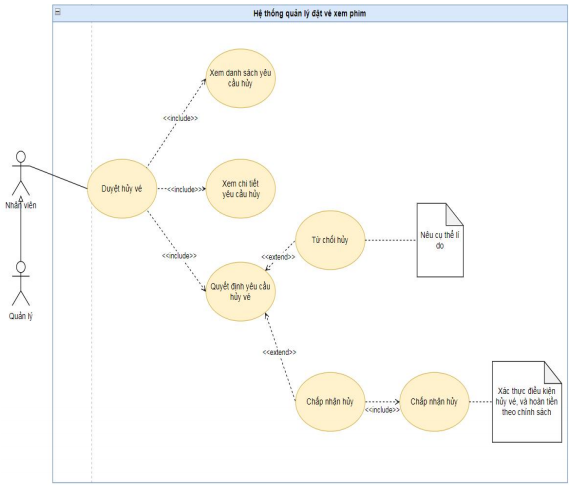 Hệ thống quản lý đặt vé xem phim
Xem danh sách yêu
cầu hủy
<<include>>
Duyệt hủy vé
<<include>>
Xem chi tiết
yêu cầu hủy
Nhân viên
Từ chối hủy
Nêu cụ thể lí
do
<<include>>
<<extend>>
Quyết định yêu cầu
hủy vé
Quản lý
<<extend>>
Chấp nhận hủy
<<include>>
Chấp nhận hủy
Xác thực điều kiện
hủy vé, và hoàn tiền
theo chính sách